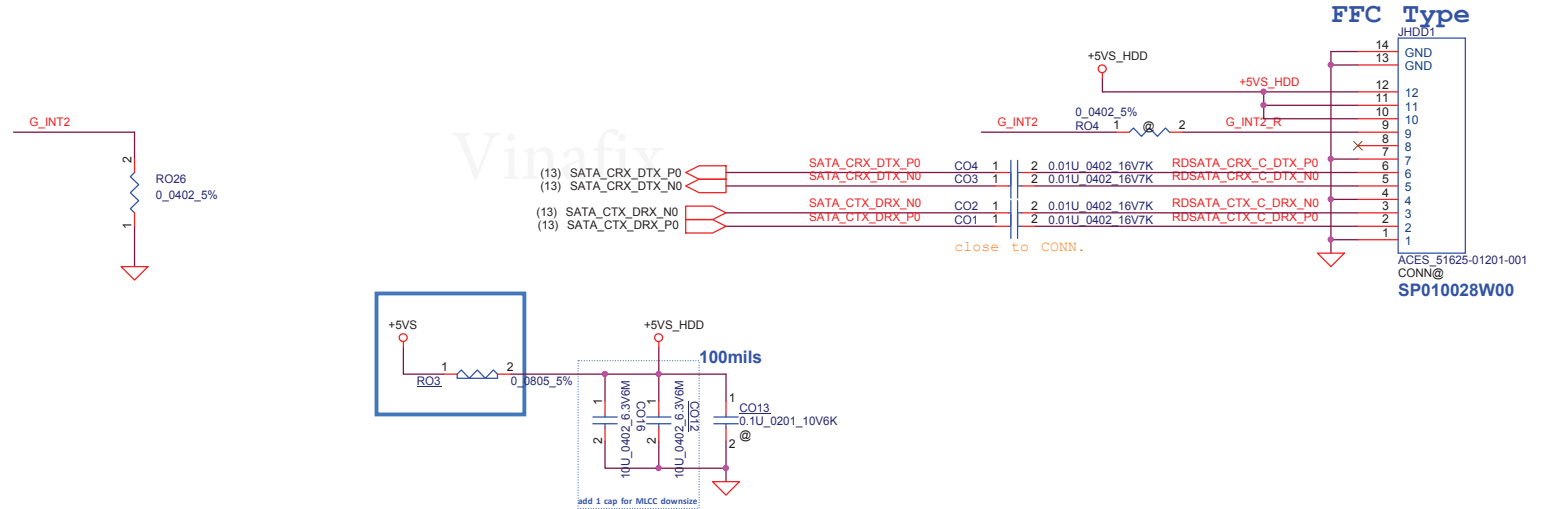 FFC Type
JHDD1
14 GND
13 GND
+5VS_HDD
+5VS_HDD
12 12
11 11
10 10
9 9
8 8
7 7
6 6
5 5
4 4
3 3
2 2
1 1
G_INT2
0_0402_5%
G_INT2 RO4 1 @ 2 G_INT2_R
Vinafix
(13) SATA_CRX_DTX_P0 SATA_CRX_DTX_P0 CO4 1 2 0.01U_0402_16V7K RDSATA_CRX_C_DTX_P0
(13) SATA_CRX_DTX_N0 SATA_CRX_DTX_N0 CO3 1 2 0.01U_0402_16V7K RDSATA_CRX_C_DTX_N0
(13) SATA_CTX_DRX_N0 SATA_CTX_DRX_N0 CO2 1 2 0.01U_0402_16V7K RDSATA_CTX_C_DRX_N0
(13) SATA_CTX_DRX_P0 SATA_CTX_DRX_P0 CO1 1 2 0.01U_0402_16V7K RDSATA_CTX_C_DRX_P0
close to CONN.
2
RO26
0_0402_5%
1
ACES_51625-01201-001
CONN@
SP010028W00
+5VS
+5VS_HDD
100mils
RO3 1 2 0_0805_5%
1 2 CO16
10U_0402_6.3V6M
1 2 CO12
10U_0402_6.3V6M
1
CO13
0.1U_0201_10V6K
@
2
add 1 cap for MLCC downsize